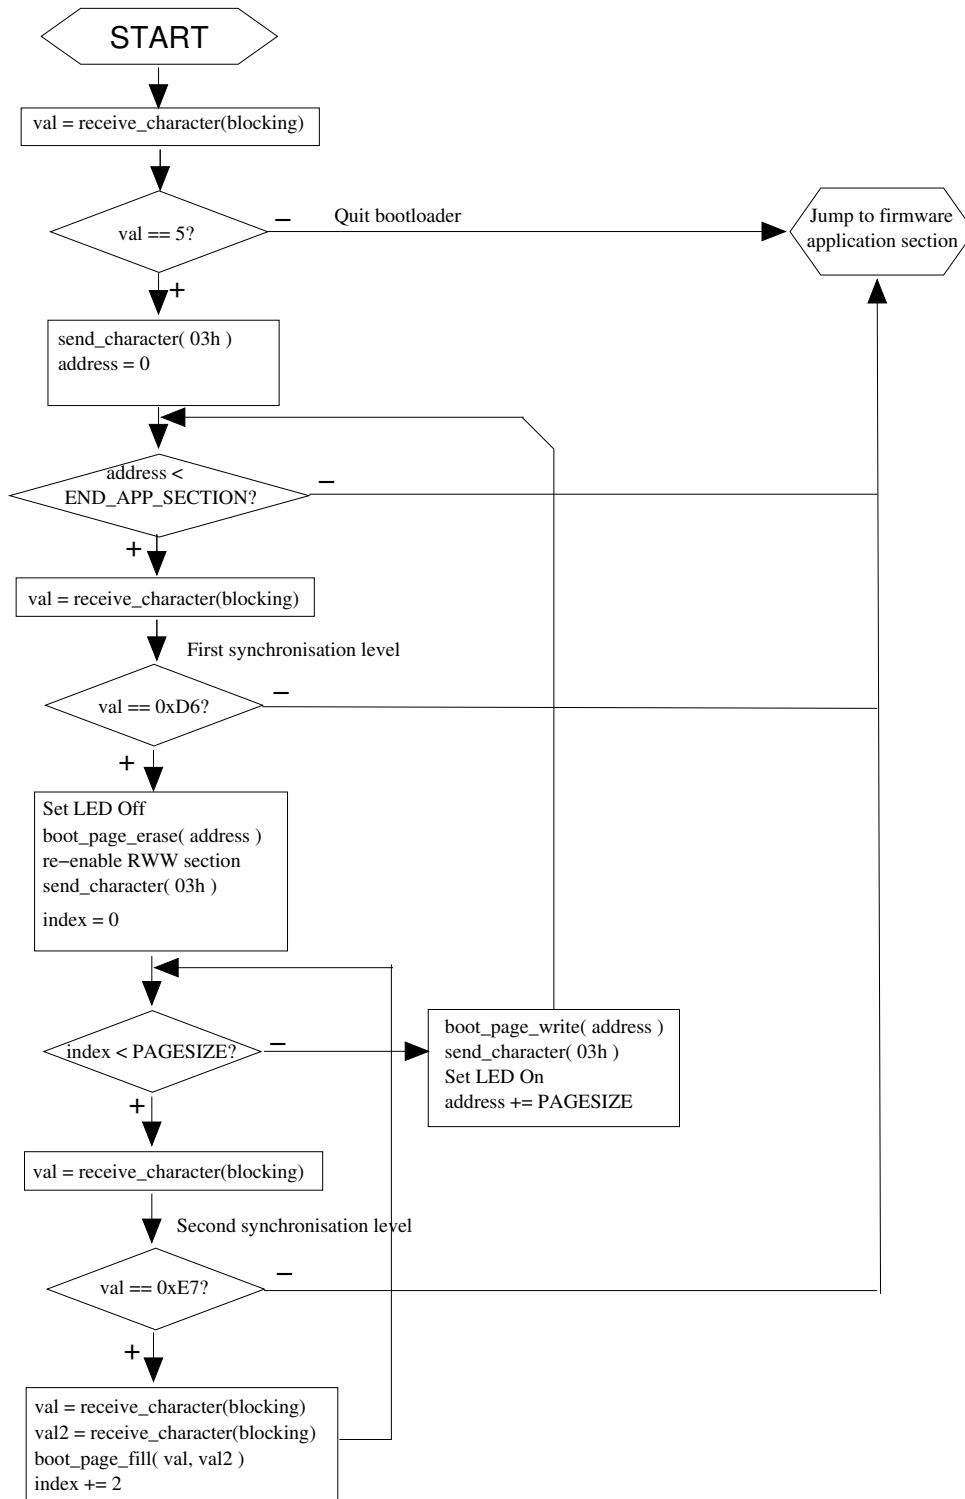 START
val = receive_character(blocking)
val == 5?
−
Quit bootloader
Jump to firmware
application section
+
send_character( 03h )
address = 0
address <
END_APP_SECTION?
−
+
val = receive_character(blocking)
First synchronisation level
val == 0xD6?
−
+
Set LED Off
boot_page_erase( address )
re−enable RWW section
send_character( 03h )
index = 0
index < PAGESIZE?
−
boot_page_write( address )
send_character( 03h )
Set LED On
address += PAGESIZE
+
val = receive_character(blocking)
Second synchronisation level
val == 0xE7?
−
+
val = receive_character(blocking)
val2 = receive_character(blocking)
boot_page_fill( val, val2 )
index += 2